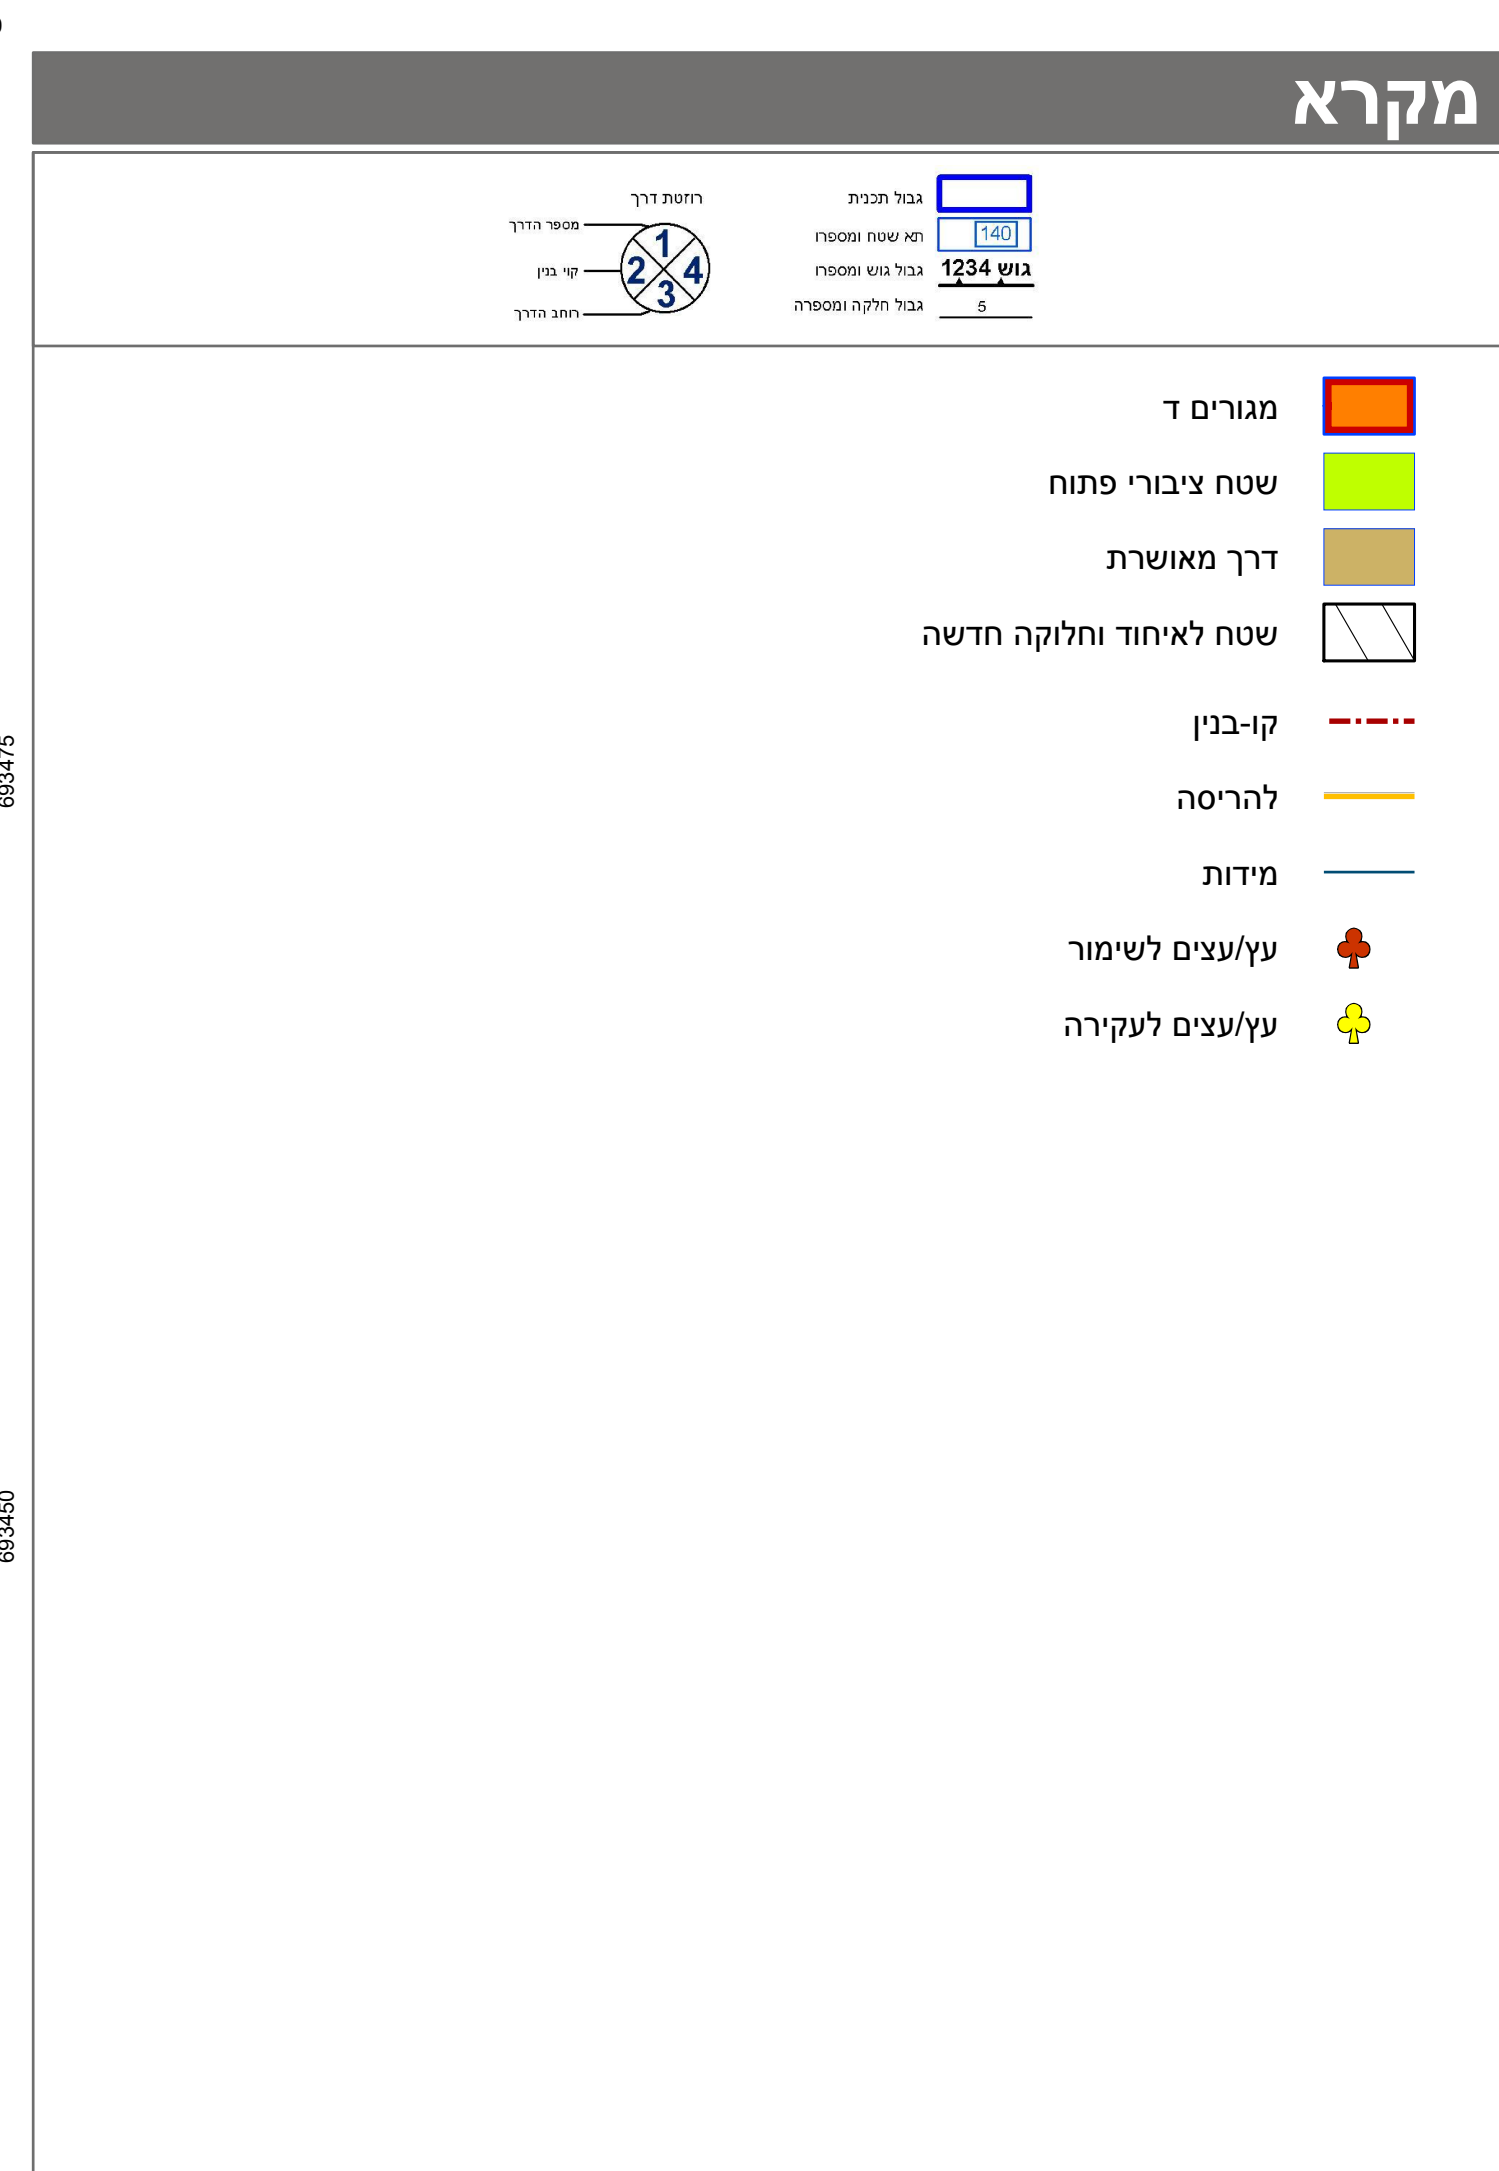 מקרא
גבול תכנית
140
תא שטח ומספרו
גוש 1234
גבול גוש ומספרו
5
גבול חלקה ומספרה
רוזטת דרך
מספר הדרך
קוי בנין
רוחב הדרך
1
2 4
3
מגורים ד
שטח ציבורי פתוח
דרך מאושרת
שטח לאיחוד וחלוקה חדשה
קו-בנין
להריסה
מידות
עץ/עצים לשימור
עץ/עצים לעקירה
693475
693450